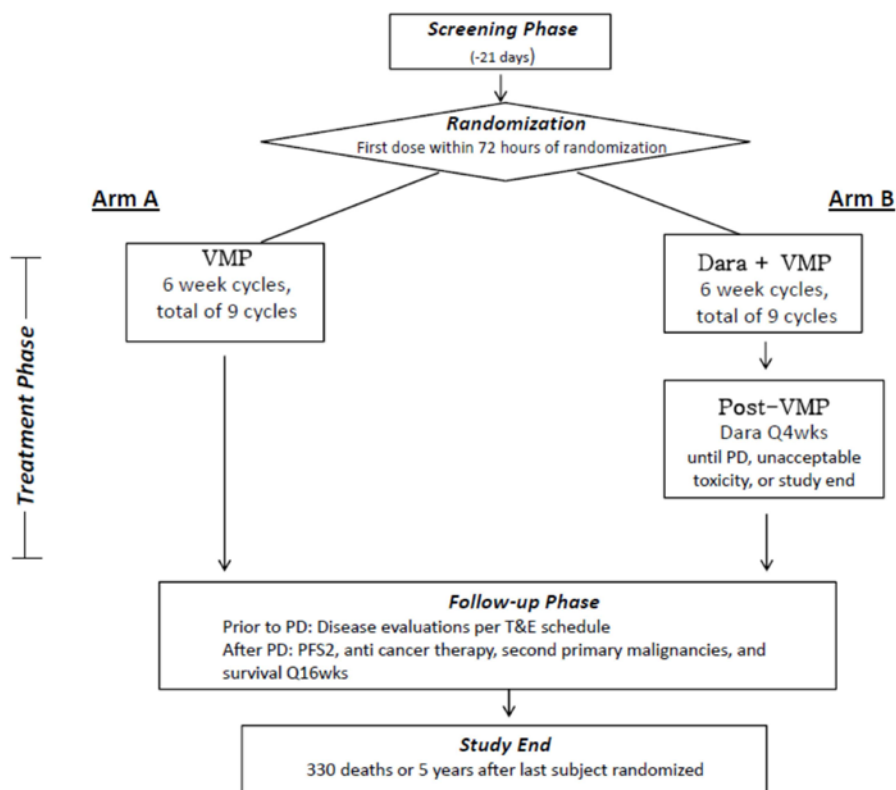 Screening Phase
(-21 days)
Randomization
First dose within 72 hours of randomization
Arm A
Arm B
VMP
6 week cycles,
total of 9 cycles
Dara + VMP
6 week cycles,
total of 9 cycles
Treatment Phase
Post-VMP
Dara Q4wks
until PD, unacceptable
toxicity, or study end
Follow-up Phase
Prior to PD: Disease evaluations per T&E schedule
After PD: PFS2, anti cancer therapy, second primary malignancies, and
survival Q16wks
Study End
330 deaths or 5 years after last subject randomized